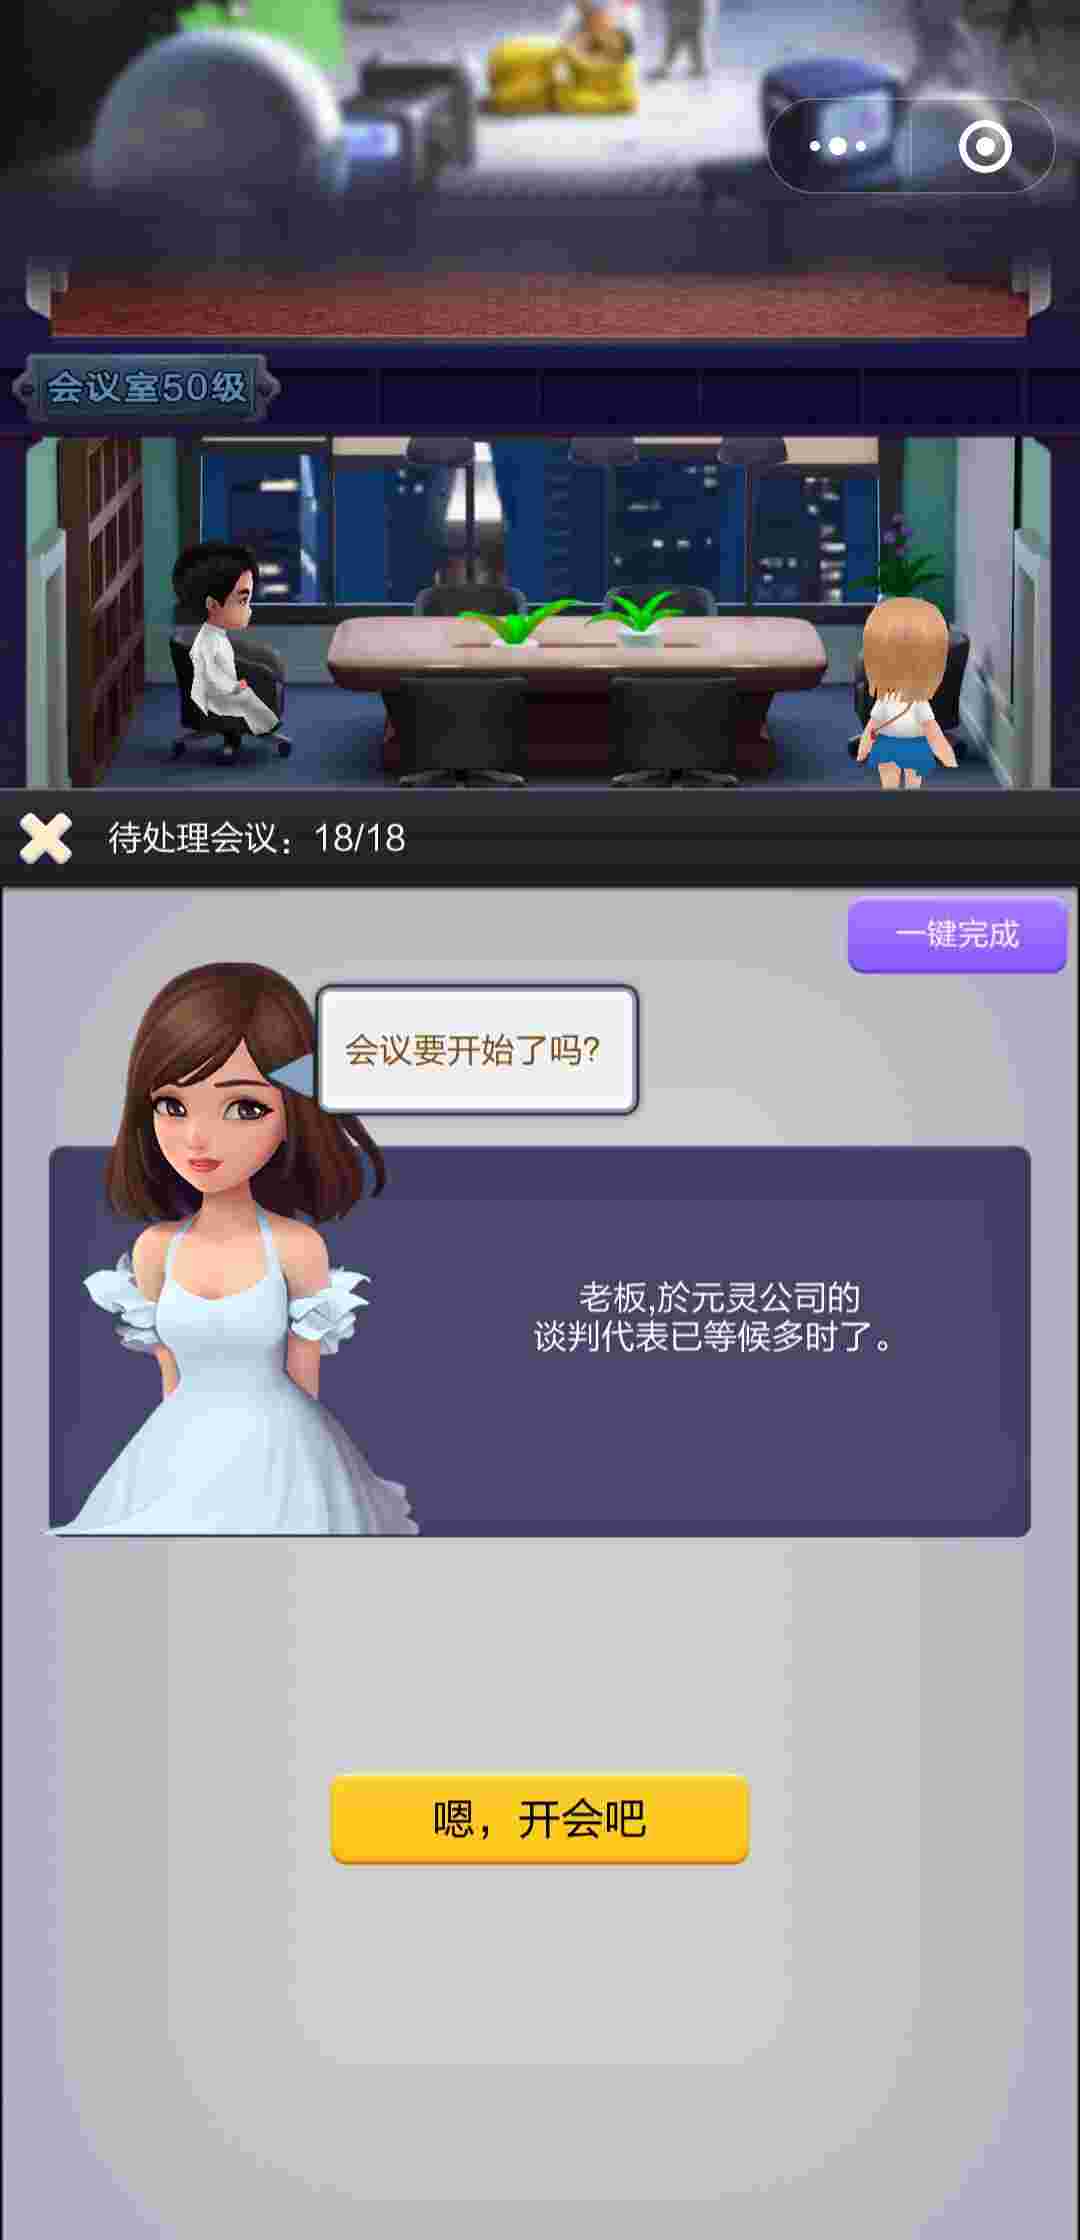 会议室50级
待处理会议：18/18
一键完成
会议要开始了吗?
老板,於元灵公司的
谈判代表已等候多时了。
嗯，开会吧